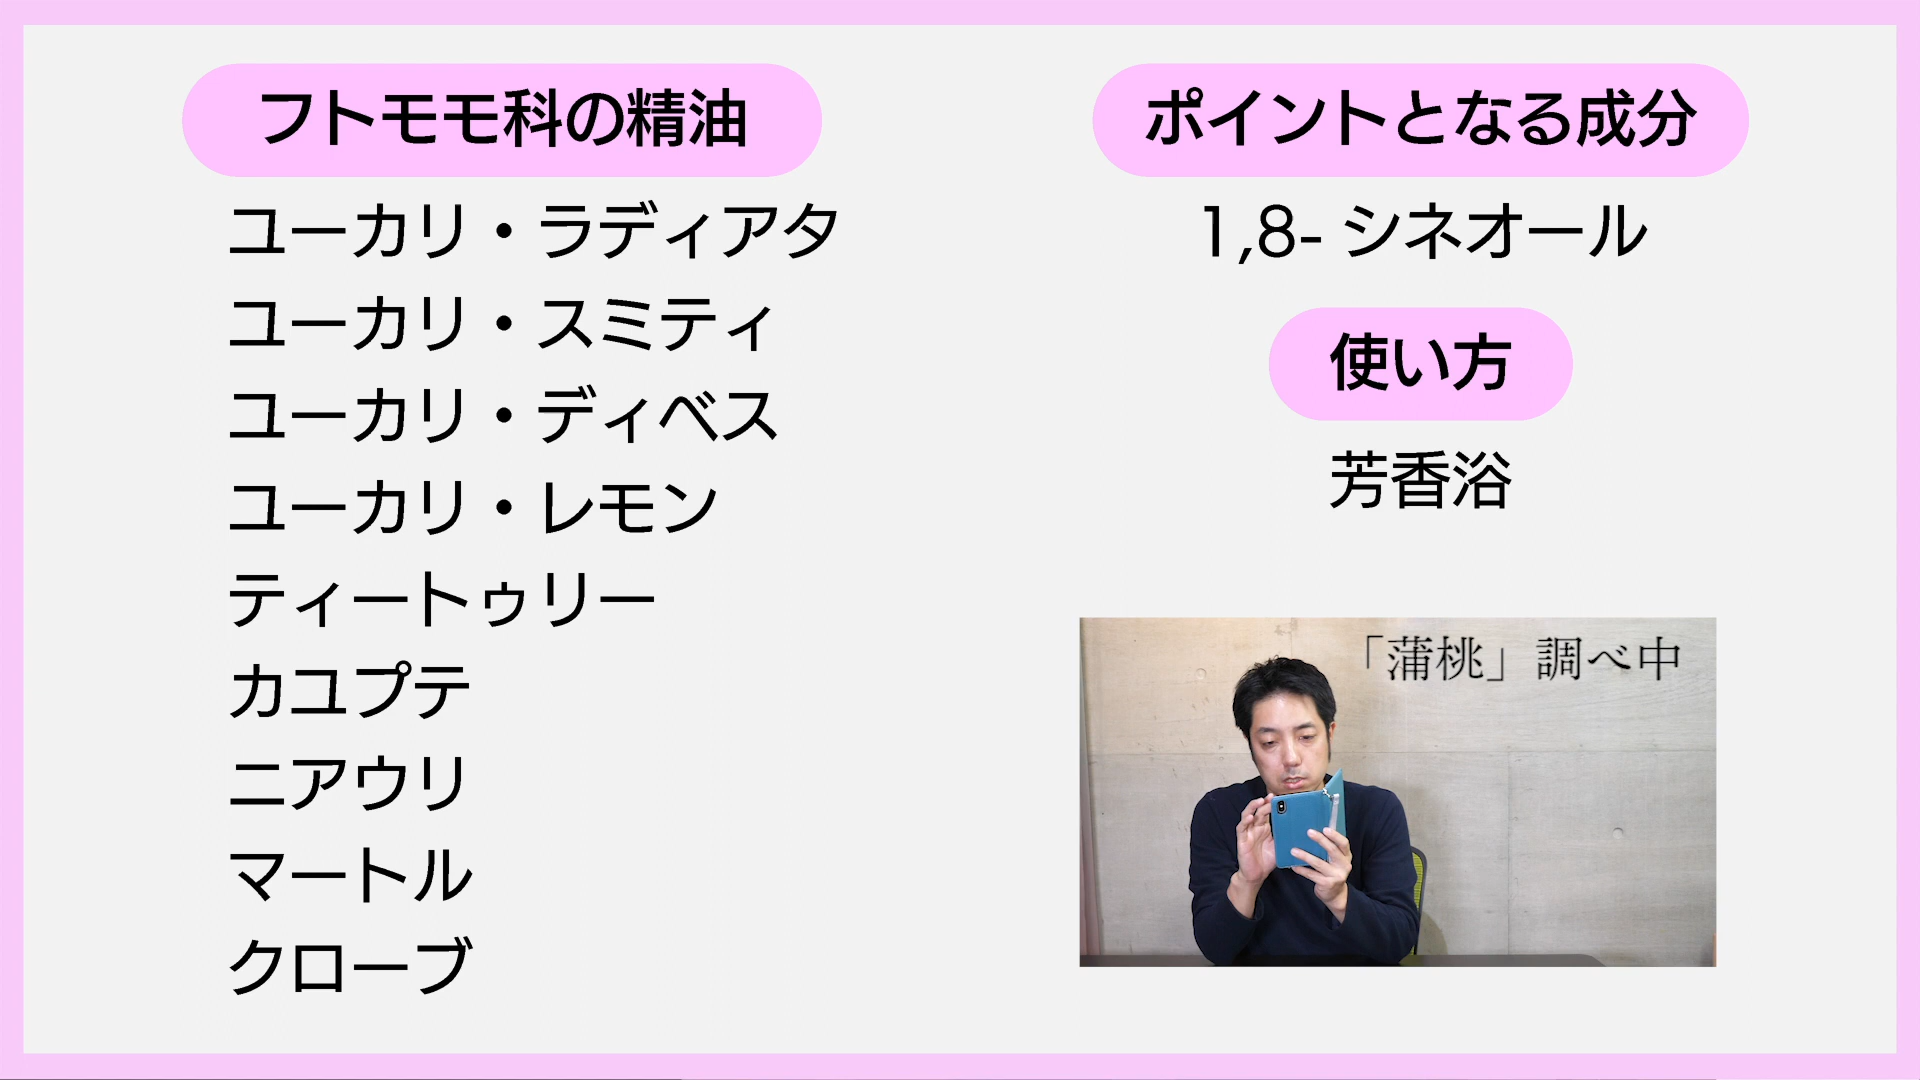 フトモモ科の精油
ユーカリ・ラディアタ
ユーカリ・スミティ
ユーカリ・ディベス
ユーカリ・レモン
ティートゥリー
カユプテ
ニアウリ
マートル
クローブ
ポイントとなる成分
1,8- シネオール
使い方
芳香浴
「蒲桃」調べ中